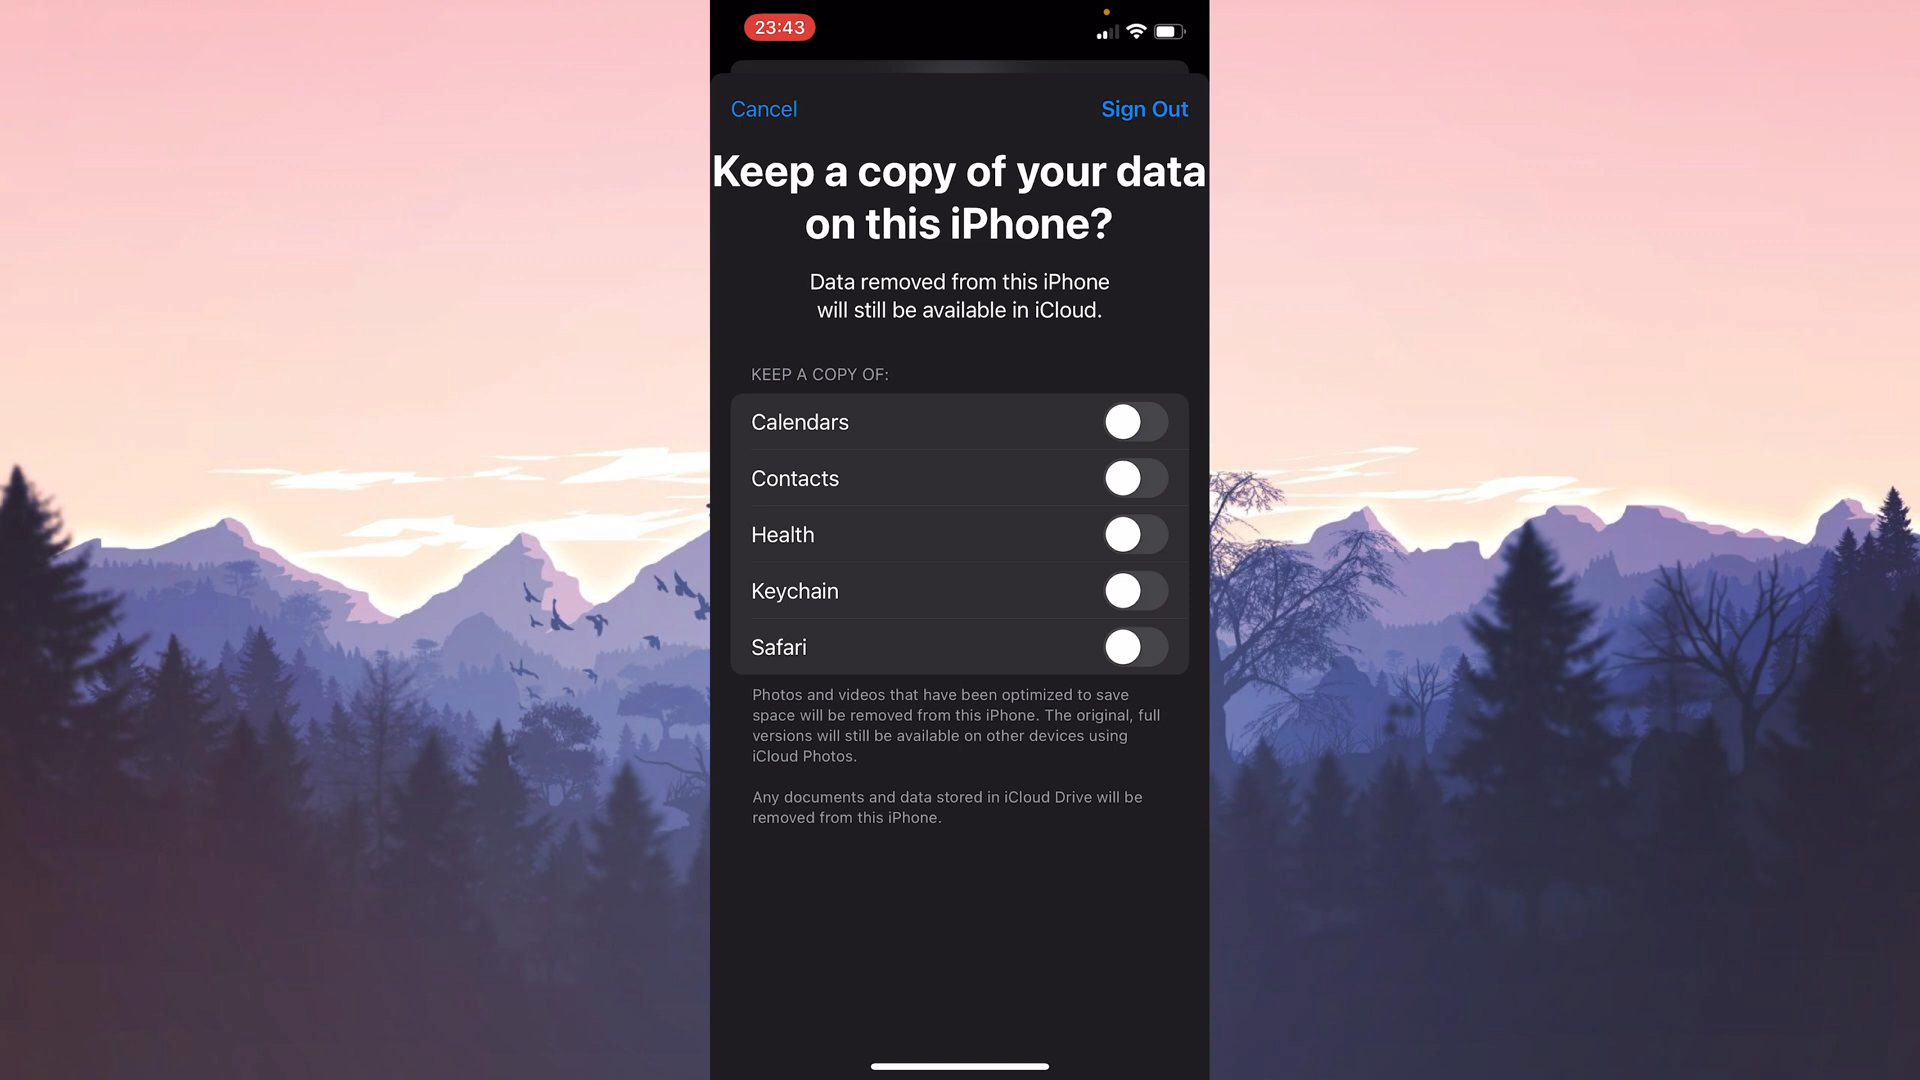 23:43
Cancel
Sign Out
Keep a copy of your data
on this iPhone?
Data removed from this iPhone
will still be available in iCloud.
KEEP A COPY OF:
Calendars
Contacts
Health
Keychain
Safari
Photos and videos that have been optimized to save
space will be removed from this iPhone. The original, full
versions will still be available on other devices using
iCloud Photos.
Any documents and data stored in iCloud Drive will be
removed from this iPhone.